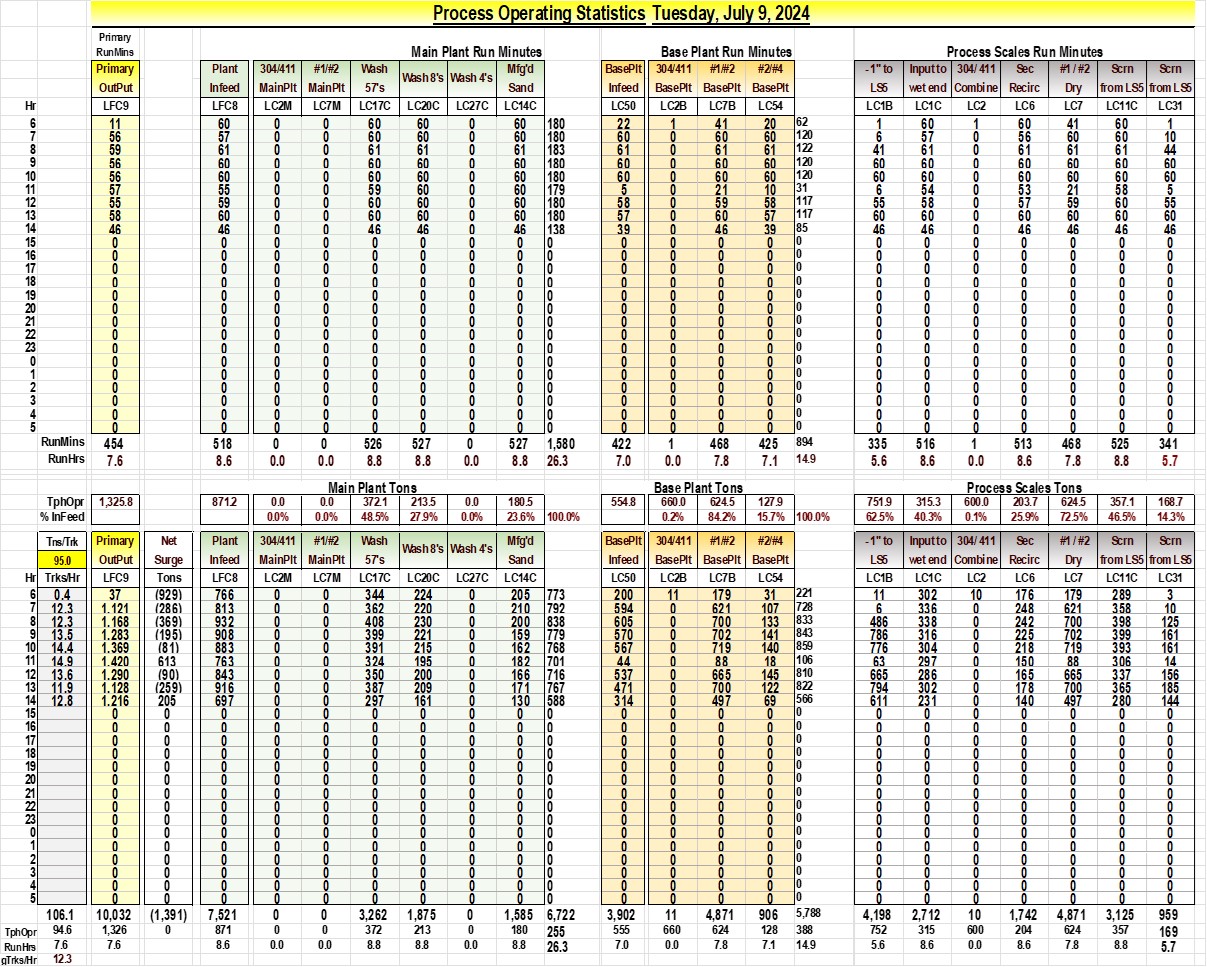 Process Operating Statistics Tuesday, July 9, 2024
Primary
RunMins Main Plant Run Minutes Base Plant Run Minutes Process Scales Run Minutes
Primary Plant 304/411 #1/#2 Wash Wash 8's Wash 4's Mfg'd BasePlt 304/411 #1/#2 #2/#4 -1" to Input to 304/ 411 Sec #1 / #2 Scrn Scrn
OutPut Infeed MainPlt MainPlt 57's Sand Infeed BasePlt BasePlt BasePlt LS5 wet end Combine Recirc Dry from LS5 from LS5
Hr LFC9 LFC8 LC2M LC7M LC17C LC20C LC27C LC14C LC50 LC2B LC7B LC54 LC1B LC1C LC2 LC6 LC7 LC11C LC31
6 11 60 0 0 60 60 0 60 180 22 1 41 20 62 1 60 1 60 41 60 1
7 56 57 0 0 60 60 0 60 180 60 0 60 60 120 6 57 0 56 60 60 10
8 59 61 0 0 61 61 0 61 183 61 0 61 61 122 41 61 0 61 61 61 44
9 56 60 0 0 60 60 0 60 180 60 0 60 60 120 60 60 0 60 60 60 60
10 56 60 0 0 60 60 0 60 180 60 0 60 60 120 60 60 0 60 60 60 60
11 57 55 0 0 59 60 0 60 179 5 0 21 10 31 6 54 0 53 21 58 5
12 55 59 0 0 60 60 0 60 180 58 0 59 58 117 55 58 0 57 59 60 55
13 58 60 0 0 60 60 0 60 180 57 0 60 57 117 60 60 0 60 60 60 60
14 46 46 0 0 46 46 0 46 138 39 0 46 39 85 46 46 0 46 46 46 46
15 0 0 0 0 0 0 0 0 0 0 0 0 0 0 0 0 0 0 0 0 0
16 0 0 0 0 0 0 0 0 0 0 0 0 0 0 0 0 0 0 0 0 0
17 0 0 0 0 0 0 0 0 0 0 0 0 0 0 0 0 0 0 0 0 0
18 0 0 0 0 0 0 0 0 0 0 0 0 0 0 0 0 0 0 0 0 0
19 0 0 0 0 0 0 0 0 0 0 0 0 0 0 0 0 0 0 0 0 0
20 0 0 0 0 0 0 0 0 0 0 0 0 0 0 0 0 0 0 0 0 0
21 0 0 0 0 0 0 0 0 0 0 0 0 0 0 0 0 0 0 0 0 0
22 0 0 0 0 0 0 0 0 0 0 0 0 0 0 0 0 0 0 0 0 0
23 0 0 0 0 0 0 0 0 0 0 0 0 0 0 0 0 0 0 0 0 0
0 0 0 0 0 0 0 0 0 0 0 0 0 0 0 0 0 0 0 0 0 0
1 0 0 0 0 0 0 0 0 0 0 0 0 0 0 0 0 0 0 0 0 0
2 0 0 0 0 0 0 0 0 0 0 0 0 0 0 0 0 0 0 0 0 0
3 0 0 0 0 0 0 0 0 0 0 0 0 0 0 0 0 0 0 0 0 0
4 0 0 0 0 0 0 0 0 0 0 0 0 0 0 0 0 0 0 0 0 0
5 0 0 0 0 0 0 0 0 0 0 0 0 0 0 0 0 0 0 0 0 0
RunMins 454 518 0 0 526 527 0 527 1,580 422 1 468 425 894 335 516 1 513 468 525 341
RunHrs 7.6 8.6 0.0 0.0 8.8 8.8 0.0 8.8 26.3 7.0 0.0 7.8 7.1 14.9 5.6 8.6 0.0 8.6 7.8 8.8 5.7
Main Plant Tons Base Plant Tons Process Scales Tons
TphOpr 1,325.8 871.2 0.0 0.0 372.1 213.5 0.0 180.5 554.8 660.0 624.5 127.9 751.9 315.3 600.0 203.7 624.5 357.1 168.7
% InFeed 0.0% 0.0% 48.5% 27.9% 0.0% 23.6% 100.0% 0.2% 84.2% 15.7% 100.0% 62.5% 40.3% 0.1% 25.9% 72.5% 46.5% 14.3%
Tns/Trk Primary Net Plant 304/411 #1/#2 Wash Wash 8's Wash 4's Mfg'd BasePlt 304/411 #1/#2 #2/#4 -1" to Input to 304/ 411 Sec #1 / #2 Scrn Scrn
95.0 OutPut Surge Infeed MainPlt MainPlt 57's Sand Infeed BasePlt BasePlt BasePlt LS5 wet end Combine Recirc Dry from LS5 from LS5
Hr Trks/Hr LFC9 Tons LFC8 LC2M LC7M LC17C LC20C LC27C LC14C LC50 LC2B LC7B LC54 LC1B LC1C LC2 LC6 LC7 LC11C LC31
6 0.4 37 (929) 766 0 0 344 224 0 205 773 200 11 179 31 221 11 302 10 176 179 289 3
7 12.3 1.121 (286) 813 0 0 362 220 0 210 792 594 0 621 107 728 6 336 0 248 621 358 10
8 12.3 1.168 (369) 932 0 0 408 230 0 200 838 605 0 700 133 833 486 338 0 242 700 398 125
9 13.5 1.283 (195) 908 0 0 399 221 0 159 779 570 0 702 141 843 786 316 0 225 702 399 161
10 14.4 1.369 (81) 883 0 0 391 215 0 162 768 567 0 719 140 859 776 304 0 218 719 393 161
11 14.9 1.420 613 763 0 0 324 195 0 182 701 44 0 88 18 106 63 297 0 150 88 306 14
12 13.6 1.290 (90) 843 0 0 350 200 0 166 716 537 0 665 145 810 665 286 0 165 665 337 156
13 11.9 1.128 (259) 916 0 0 387 209 0 171 767 471 0 700 122 822 794 302 0 178 700 365 185
14 12.8 1.216 205 697 0 0 297 161 0 130 588 314 0 497 69 566 611 231 0 140 497 280 144
15 0 0 0 0 0 0 0 0 0 0 0 0 0 0 0 0 0 0 0 0 0 0
16 0 0 0 0 0 0 0 0 0 0 0 0 0 0 0 0 0 0 0 0 0 0
17 0 0 0 0 0 0 0 0 0 0 0 0 0 0 0 0 0 0 0 0 0 0
18 0 0 0 0 0 0 0 0 0 0 0 0 0 0 0 0 0 0 0 0 0 0
19 0 0 0 0 0 0 0 0 0 0 0 0 0 0 0 0 0 0 0 0 0 0
20 0 0 0 0 0 0 0 0 0 0 0 0 0 0 0 0 0 0 0 0 0 0
21 0 0 0 0 0 0 0 0 0 0 0 0 0 0 0 0 0 0 0 0 0 0
22 0 0 0 0 0 0 0 0 0 0 0 0 0 0 0 0 0 0 0 0 0 0
23 0 0 0 0 0 0 0 0 0 0 0 0 0 0 0 0 0 0 0 0 0 0
0 0 0 0 0 0 0 0 0 0 0 0 0 0 0 0 0 0 0 0 0 0 0
1 0 0 0 0 0 0 0 0 0 0 0 0 0 0 0 0 0 0 0 0 0 0
2 0 0 0 0 0 0 0 0 0 0 0 0 0 0 0 0 0 0 0 0 0 0
3 0 0 0 0 0 0 0 0 0 0 0 0 0 0 0 0 0 0 0 0 0 0
4 0 0 0 0 0 0 0 0 0 0 0 0 0 0 0 0 0 0 0 0 0 0
5 0 0 0 0 0 0 0 0 0 0 0 0 0 0 0 0 0 0 0 0 0 0
106.1 10,032 (1,391) 7,521 0 0 3,262 1,875 0 1,585 6,722 3,902 11 4,871 906 5,788 4,198 2,712 10 1,742 4,871 3,125 959
TphOpr 94.6 1,326 0 871 0 0 372 213 0 180 255 555 660 624 128 388 752 315 600 204 624 357 169
RunHrs 7.6 7.6 8.6 0.0 0.0 8.8 8.8 0.0 8.8 26.3 7.0 0.0 7.8 7.1 14.9 5.6 8.6 0.0 8.6 7.8 8.8 5.7
gTrks/Hr 12.3